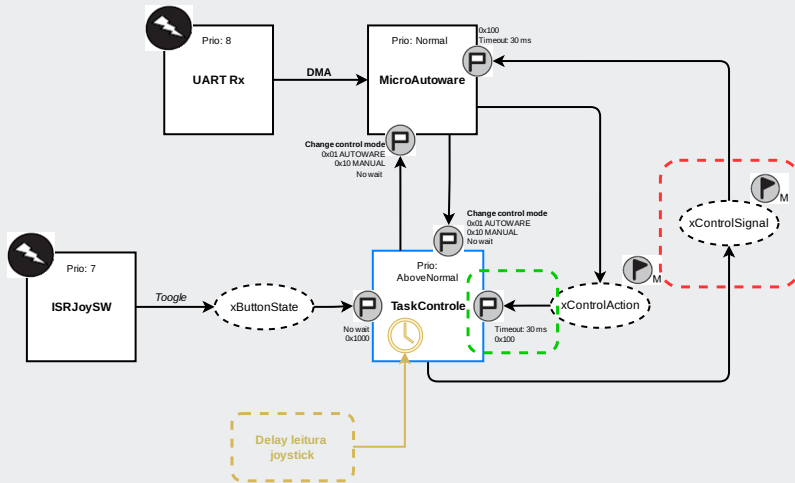 Prio: 8
UART Rx
DMA
Prio: Normal
MicroAutoware
0x100
Timeout: 30 ms
Change control mode
0x01 AUTOWARE
0x10 MANUAL
No wait
Change control mode
0x01 AUTOWARE
0x10 MANUAL
No wait
M
xControlSignal
Prio: 7
ISRJoySW
Toogle
xButtonState
No wait
0x1000
Prio:
AboveNormal
TaskControle
Timeout: 30 ms
0x100
M
xControlAction
Delay leitura
joystick